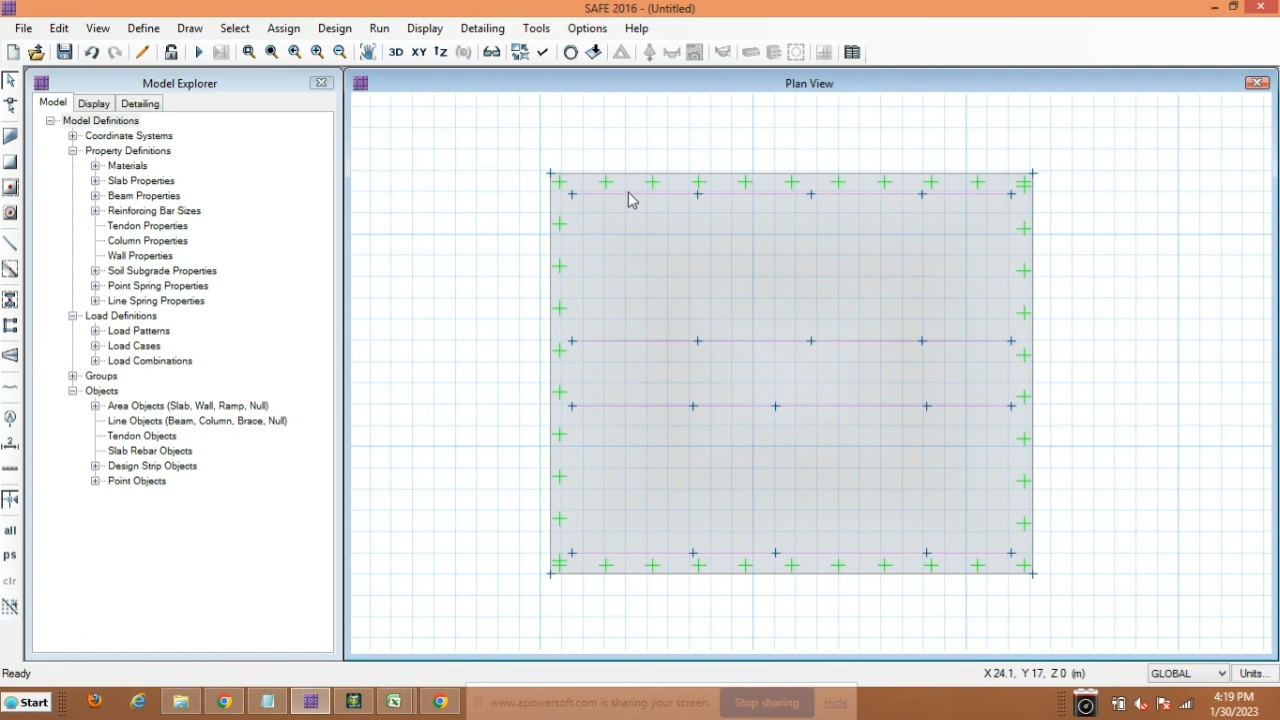 SAFE 2016 - (Untitled)
File Edit View Define Draw Select Assign Design Run Display Detailing Tools Options Help
3D XY
Model Explorer
Plan View
Model Display Detailing
Model Definitions
Coordinate Systems
Property Definitions
Materials
Slab Properties
Beam Properties
Reinforcing Bar Sizes
Tendon Properties
Column Properties
Wall Properties
Soil Subgrade Properties
Point Spring Properties
Line Spring Properties
Load Definitions
Load Patterns
Load Cases
Load Combinations
Groups
Objects
Area Objects (Slab, Wall, Ramp, Null)
Line Objects (Beam, Column, Brace, Null)
Tendon Objects
Slab Rebar Objects
Design Strip Objects
Point Objects
all
ps
clr
Ready
X 24.1, Y 17, Z 0 (m)
GLOBAL
Units...
Start
www.apowersoft.com is sharing your screen.
Stop sharing
Hide
4:19 PM
1/30/2023